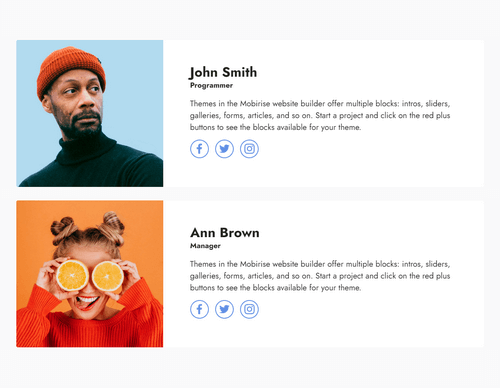 John Smith
Programmer
Themes in the Mobirise website builder offer multiple blocks: intros, sliders,
galleries, forms, articles, and so on. Start a project and click on the red plus
buttons to see the blocks available for your theme.
Ann Brown
Manager
Themes in the Mobirise website builder offer multiple blocks: intros, sliders,
galleries, forms, articles, and so on. Start a project and click on the red plus
buttons to see the blocks available for your theme.